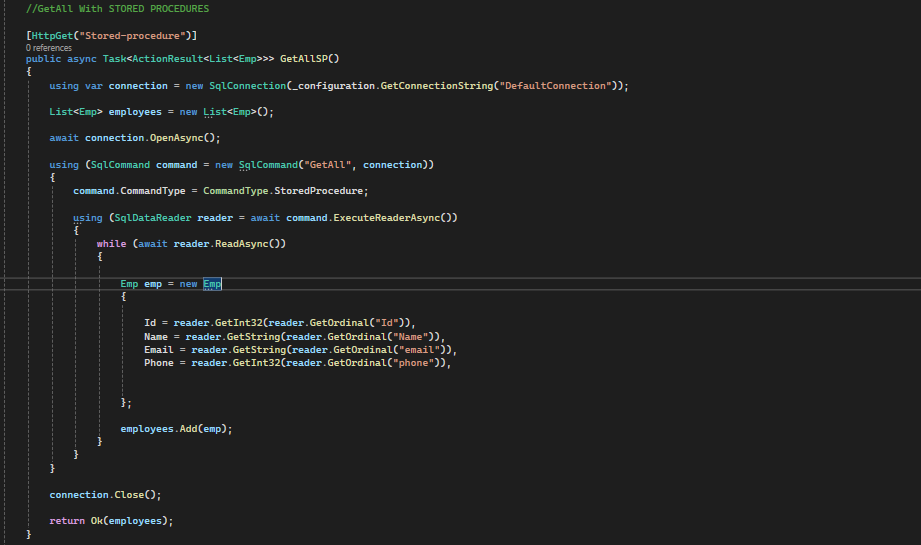 //GetAll With STORED PROCEDURES
[HttpGet("Stored-procedure")]
0 references
public async Task<ActionResult<List<Emp>>> GetAllSP()
{
using var connection = new SqlConnection(_configuration.GetConnectionString("DefaultConnection"));
List<Emp> employees = new List<Emp>();
await connection.OpenAsync();
using (SqlCommand command = new SqlCommand("GetAll", connection))
{
command.CommandType = CommandType.StoredProcedure;
using (SqlDataReader reader = await command.ExecuteReaderAsync())
{
while (await reader.ReadAsync())
{
Emp emp = new Emp
{
Id = reader.GetInt32(reader.GetOrdinal("Id")),
Name = reader.GetString(reader.GetOrdinal("Name")),
Email = reader.GetString(reader.GetOrdinal("email")),
Phone = reader.GetInt32(reader.GetOrdinal("phone")),
};
employees.Add(emp);
}
}
}
connection.Close();
return Ok(employees);
}